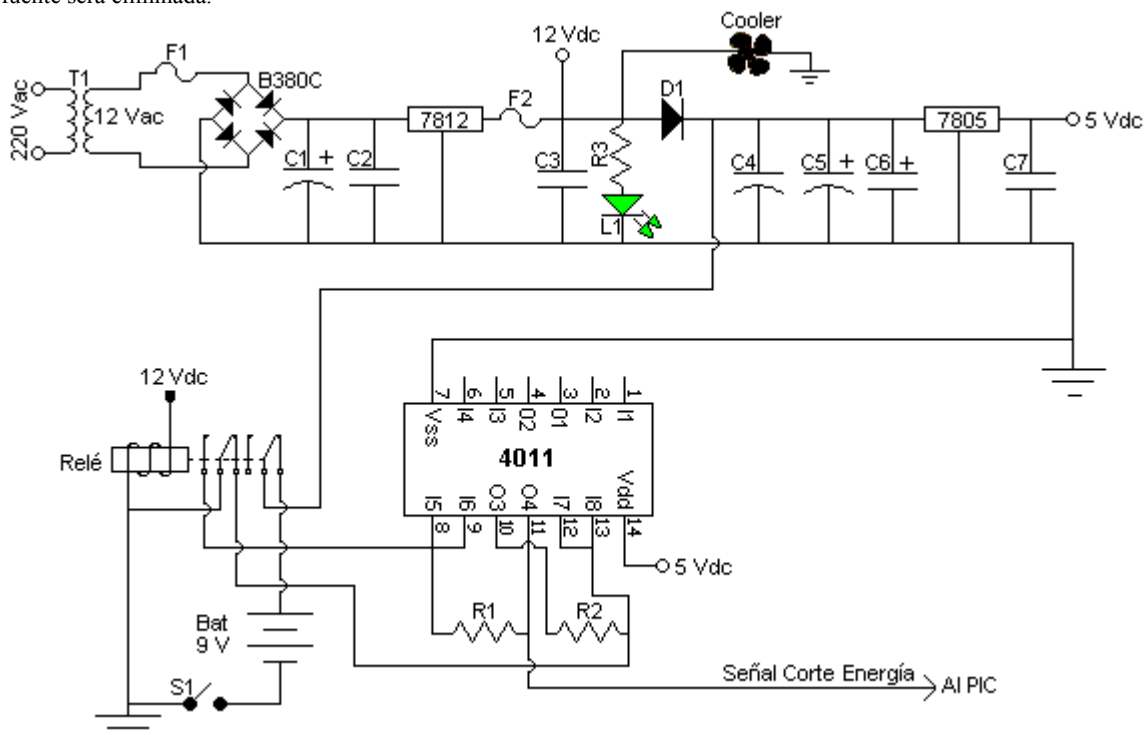 fuente será eliminada.
Cooler
12 Vdc
F1
T1
B380C
D1
F2
220 Vac
12 Vac
7812
7805
5 Vdc
R3
C1 +
C2
C3
C4
C5 +
C6 +
C7
L1
12 Vdc
7 6 5 4 3 2 1
Vss I4 I3 O2 O1 I2 I1
Relé
4011
Vdd
I5 I6 O3 O4 I7 I8
8 9 10 11 12 13 14
5 Vdc
R1
R2
Bat
9 V
Señal Corte Energía
Al PIC
S1